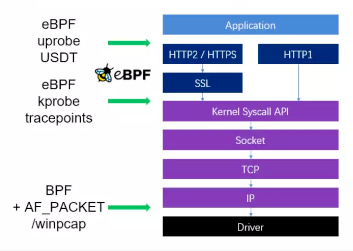 eBPF
uprobe
USDT
eBPF
kprobe
tracepoints
BPF
+ AF_PACKET
/winpcap
eBPF
Application
HTTP2 / HTTPS
HTTP1
SSL
Kernel Syscall API
Socket
TCP
IP
Driver